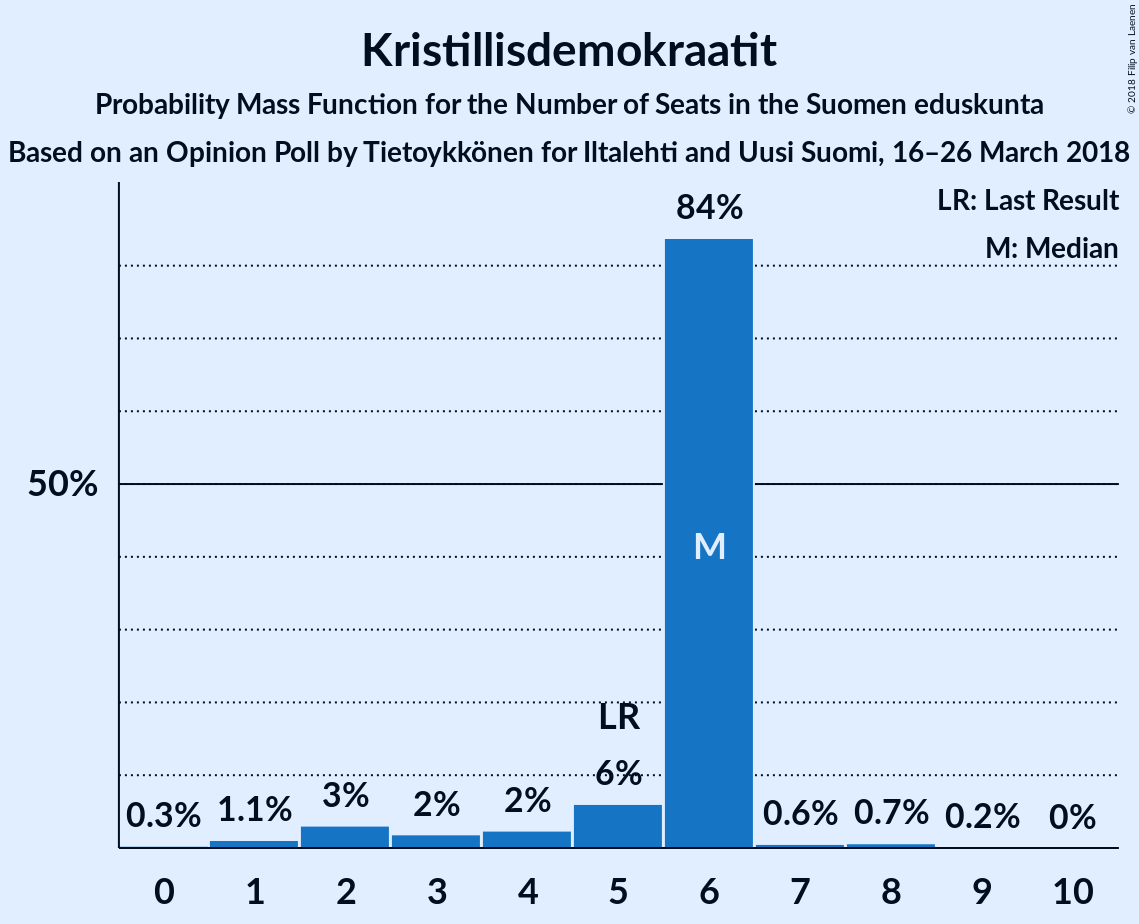 Kristillisdemokraatit
Probability Mass Function for the Number of Seats in the Suomen eduskunta
Based on an Opinion Poll by Tietoykkönen for Iltalehti and Uusi Suomi, 16–26 March 2018
© 2018 Filip van Laenen
LR: Last Result
M: Median
84%
50%
M
LR
6%
0.3% 1.1% 3% 2% 2% 0.6% 0.7% 0.2% 0%
0 1 2 3 4 5 6 7 8 9 10